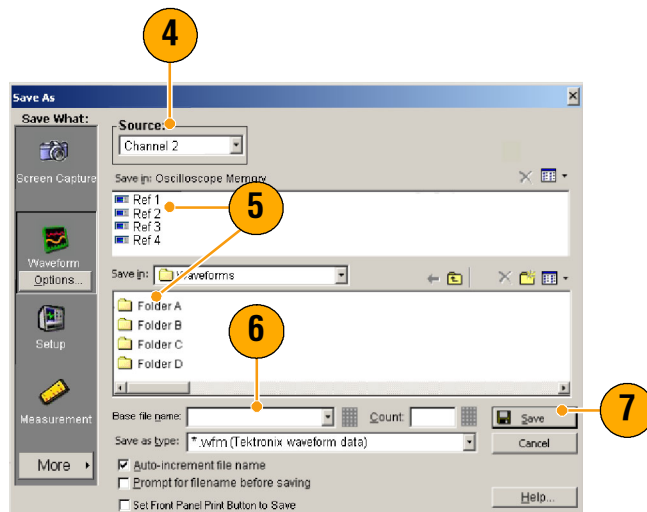 4
Save As
Save What:
Source:
Channel 2
Screen Capture
Save in: Oscilloscope Memory
Ref 1
Ref 2
Ref 3
Ref 4
5
Waveform
Options...
Save in: Waveforms
Folder A
Folder B
Folder C
Folder D
Setup
6
Measurement
Base file name:
Count:
Save
7
Save as type: *.wfm (Tektronix waveform data)
Cancel
More
Auto-increment file name
Prompt for filename before saving
Set Front Panel Print Button to Save
Help...